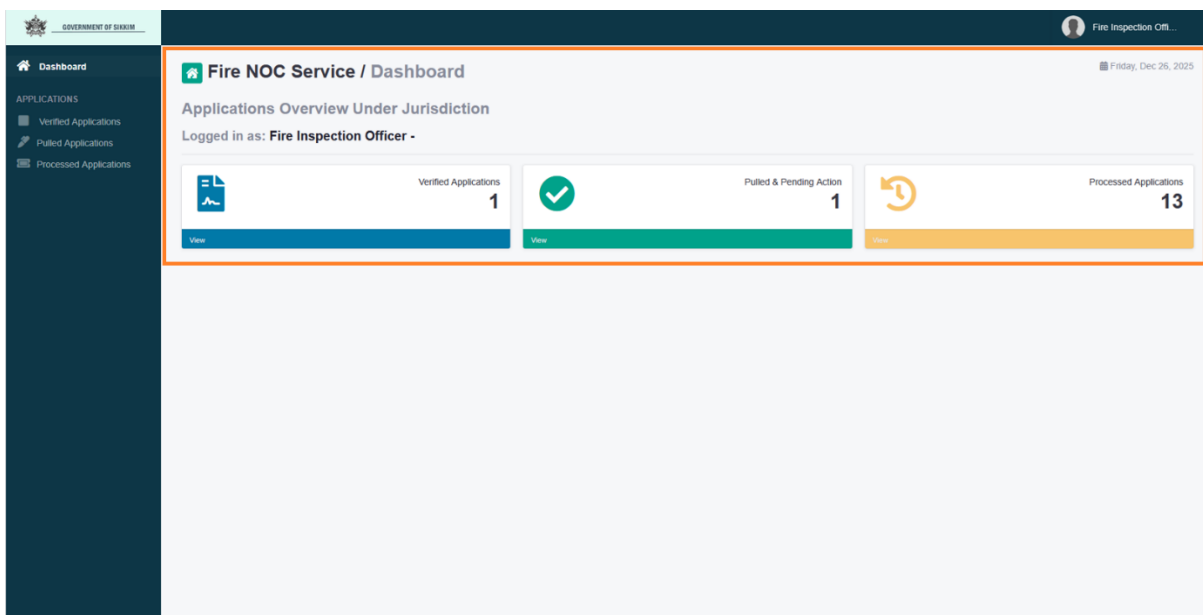 GOVERNMENT OF SIKKIM
Fire Inspection Offi...
Dashboard
APPLICATIONS
Verified Applications
Pulled Applications
Processed Applications
Fire NOC Service / Dashboard
Friday, Dec 26, 2025
Applications Overview Under Jurisdiction
Logged in as: Fire Inspection Officer -
Verified Applications
1
View
Pulled & Pending Action
1
View
Processed Applications
13
View